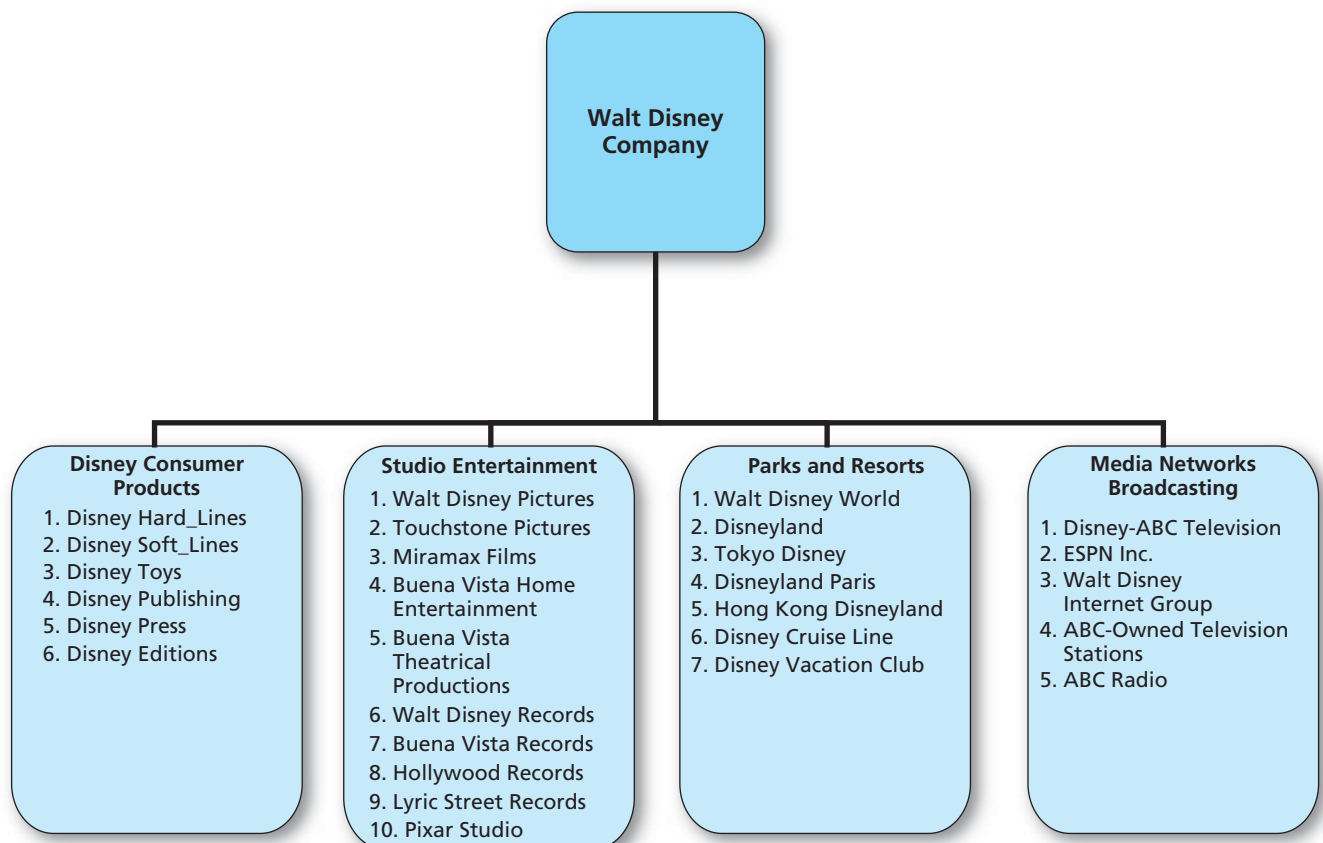 Walt Disney
Company
Disney Consumer
Products
1. Disney Hard_Lines
2. Disney Soft_Lines
3. Disney Toys
4. Disney Publishing
5. Disney Press
6. Disney Editions
Studio Entertainment
1. Walt Disney Pictures
2. Touchstone Pictures
3. Miramax Films
4. Buena Vista Home
Entertainment
5. Buena Vista
Theatrical
Productions
6. Walt Disney Records
7. Buena Vista Records
8. Hollywood Records
9. Lyric Street Records
10. Pixar Studio
Parks and Resorts
1. Walt Disney World
2. Disneyland
3. Tokyo Disney
4. Disneyland Paris
5. Hong Kong Disneyland
6. Disney Cruise Line
7. Disney Vacation Club
Media Networks
Broadcasting
1. Disney-ABC Television
2. ESPN Inc.
3. Walt Disney
Internet Group
4. ABC-Owned Television
Stations
5. ABC Radio